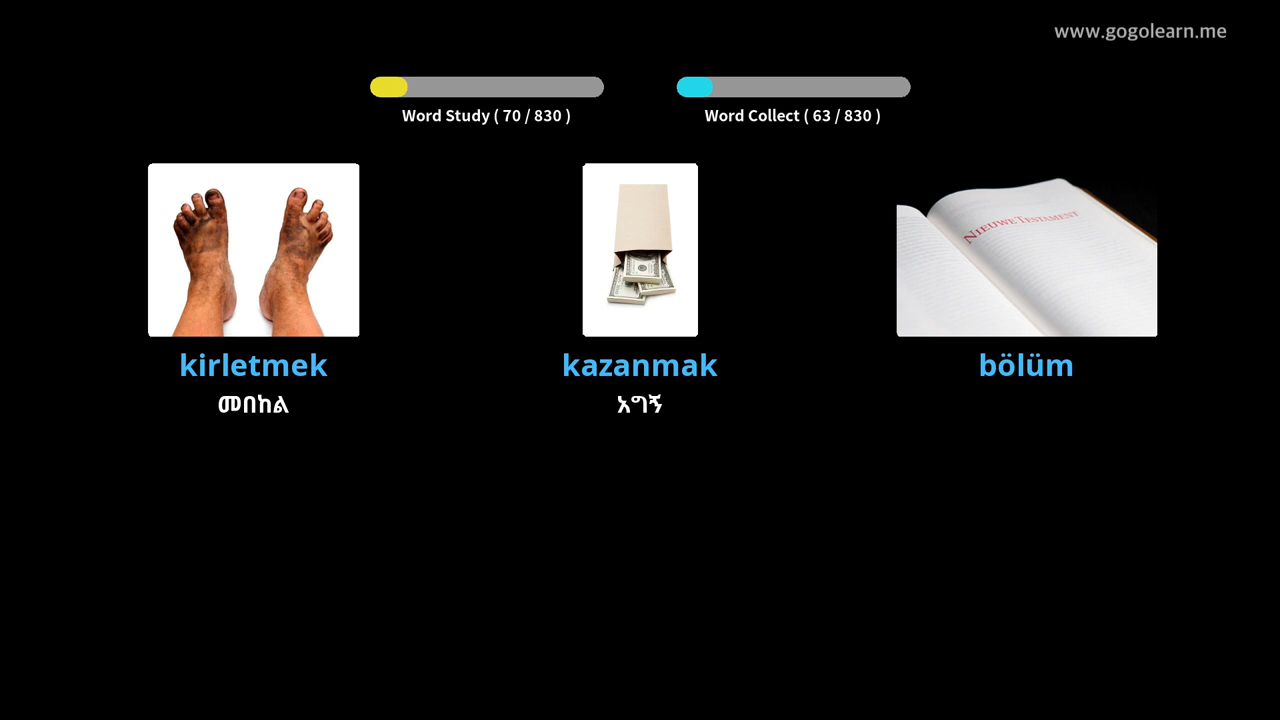 www.gogolearn.me
Word Study ( 70 / 830 )
Word Collect ( 63 / 830 )
NIEUWE TESTAMENT
kirletmek
kazanmak
bölüm
መበከል
አግኝ